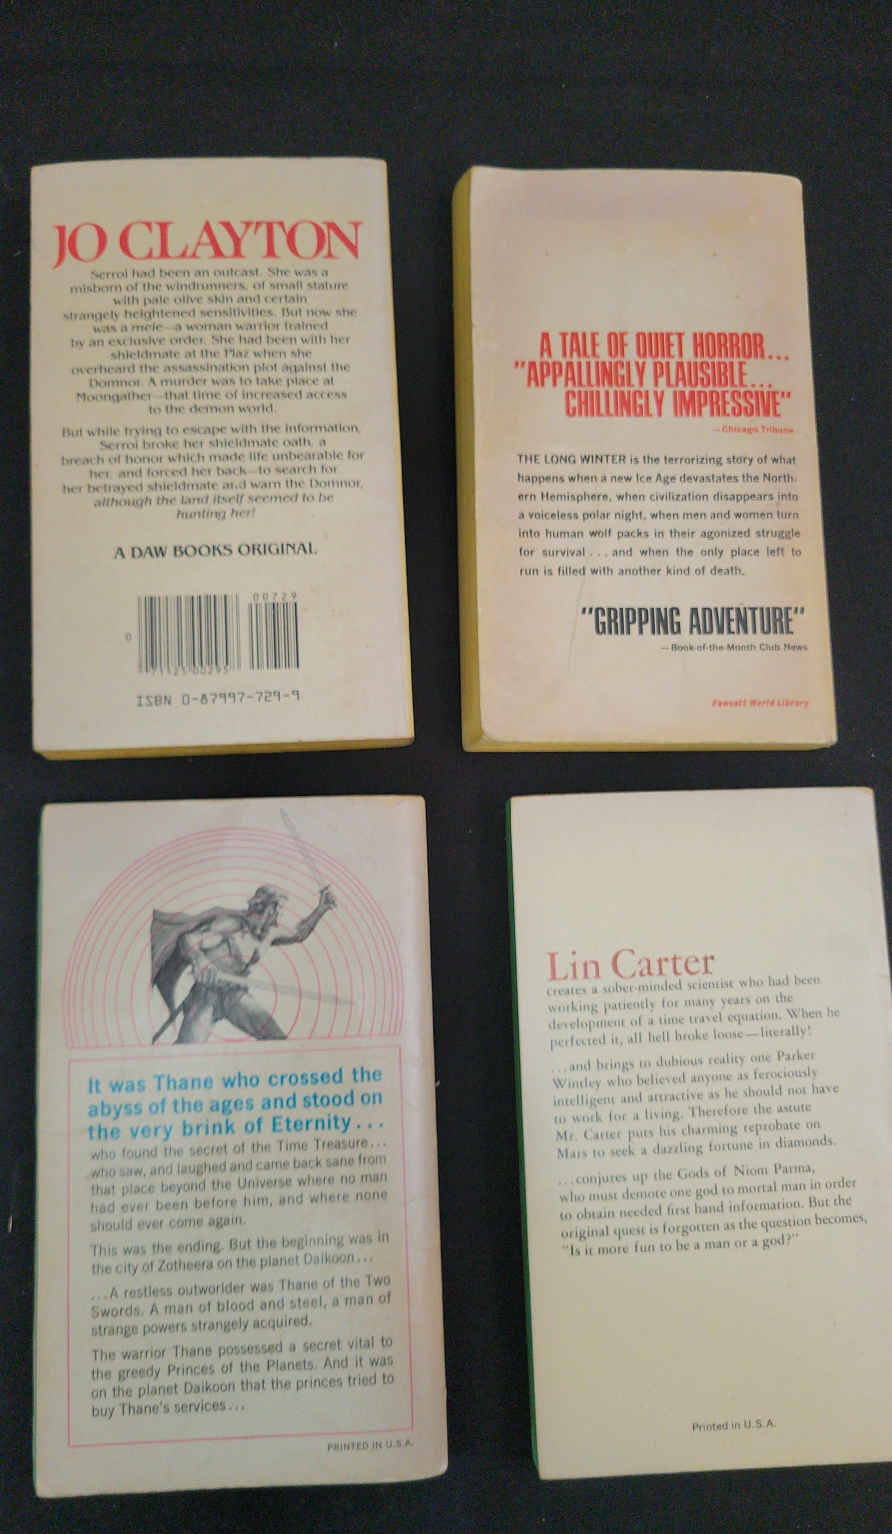 JO CLAYTON
Serroi had been an outcast. She was a
misborn of the windrunners, of small stature
with pale olive skin and certain
strangely heightened sensitivities. But now she
was a meie—a woman warrior trained
by an exclusive order. She had been with her
shieldmate at the Plaz when she
overheard the assassination plot against the
Domnor. A murder was to take place at
Moongather—that time of increased access
to the demon world.
But while trying to escape with the information,
Serroi broke her shieldmate oath, a
breach of honor which made life unbearable for
her, and forced her back—to search for
her betrayed shieldmate and warn the Domnor,
although the land itself seemed to be
hunting her!
A DAW BOOKS ORIGINAL
00729
0
71125 00295
ISBN 0-87997-729-9
A TALE OF QUIET HORROR...
"APPALLINGLY PLAUSIBLE...
CHILLINGLY IMPRESSIVE"
—Chicago Tribune
THE LONG WINTER is the terrorizing story of what
happens when a new Ice Age devastates the North-
ern Hemisphere, when civilization disappears into
a voiceless polar night, when men and women turn
into human wolf packs in their agonized struggle
for survival...and when the only place left to
run is filled with another kind of death.
"GRIPPING ADVENTURE"
—Book-of-the-Month Club News
Fawcett World Library
It was Thane who crossed the
abyss of the ages and stood on
the very brink of Eternity...
who found the secret of the Time Treasure...
who saw, and laughed and came back sane from
that place beyond the Universe where no man
had ever been before him, and where none
should ever come again.
This was the ending. But the beginning was in
the city of Zotheera on the planet Daikoon...
...A restless outworlder was Thane of the Two
Swords. A man of blood and steel, a man of
strange powers strangely acquired.
The warrior Thane possessed a secret vital to
the greedy Princes of the Planets. And it was
on the planet Daikoon that the princes tried to
buy Thane's services...
PRINTED IN U.S.A.
Lin Carter
creates a sober-minded scientist who had been
working patiently for many years on the
development of a time travel equation. When he
perfected it, all hell broke loose—literally!
...and brings to dubious reality one Parker
Wintley who believed anyone as ferociously
intelligent and attractive as he should not have
to work for a living. Therefore the astute
Mr. Carter puts his charming reprobate on
Mars to seek a dazzling fortune in diamonds.
...conjures up the Gods of Niom Parma,
who must demote one god to mortal man in order
to obtain needed first hand information. But the
original quest is forgotten as the question becomes,
"Is it more fun to be a man or a god?"
Printed in U.S.A.